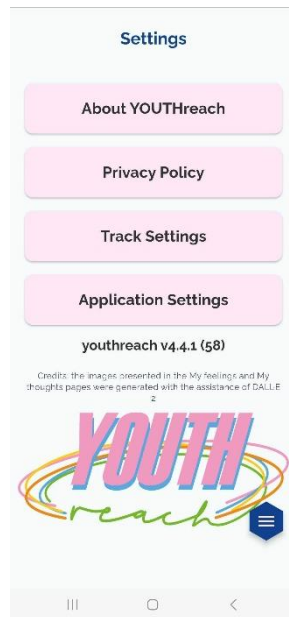 Settings
About YOUTHreach
Privacy Policy
Track Settings
Application Settings
youthreach v4.4.1 (58)
Credits: the images presented in the My feelings and My
thoughts pages were generated with the assistance of DALLE
2
YOUTH
reach